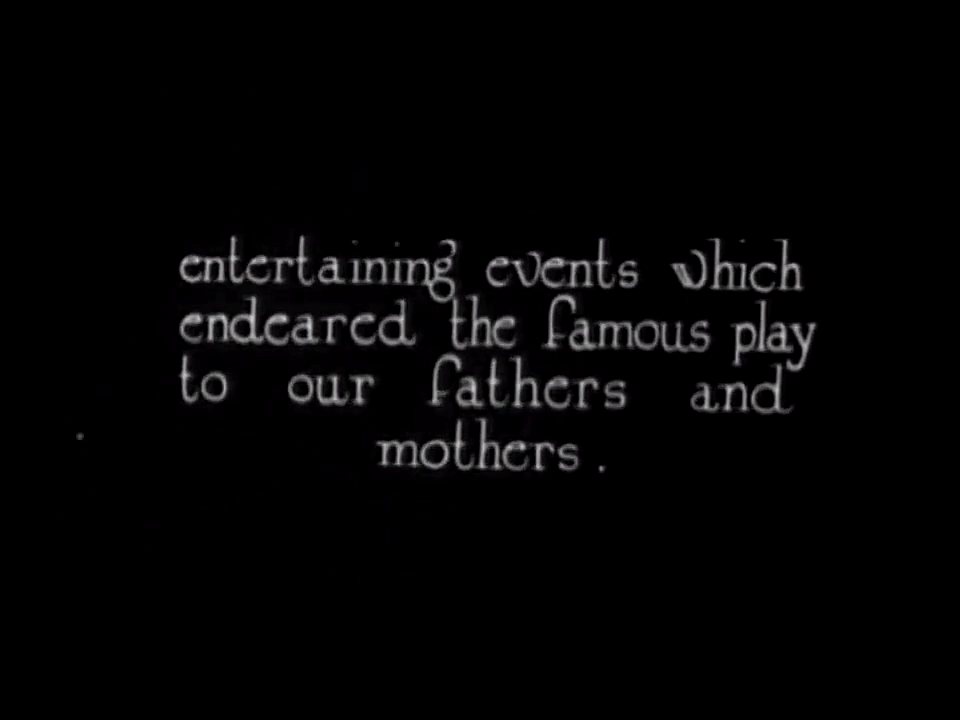 entertaining events which
endeared the famous play
to our fathers and
mothers.